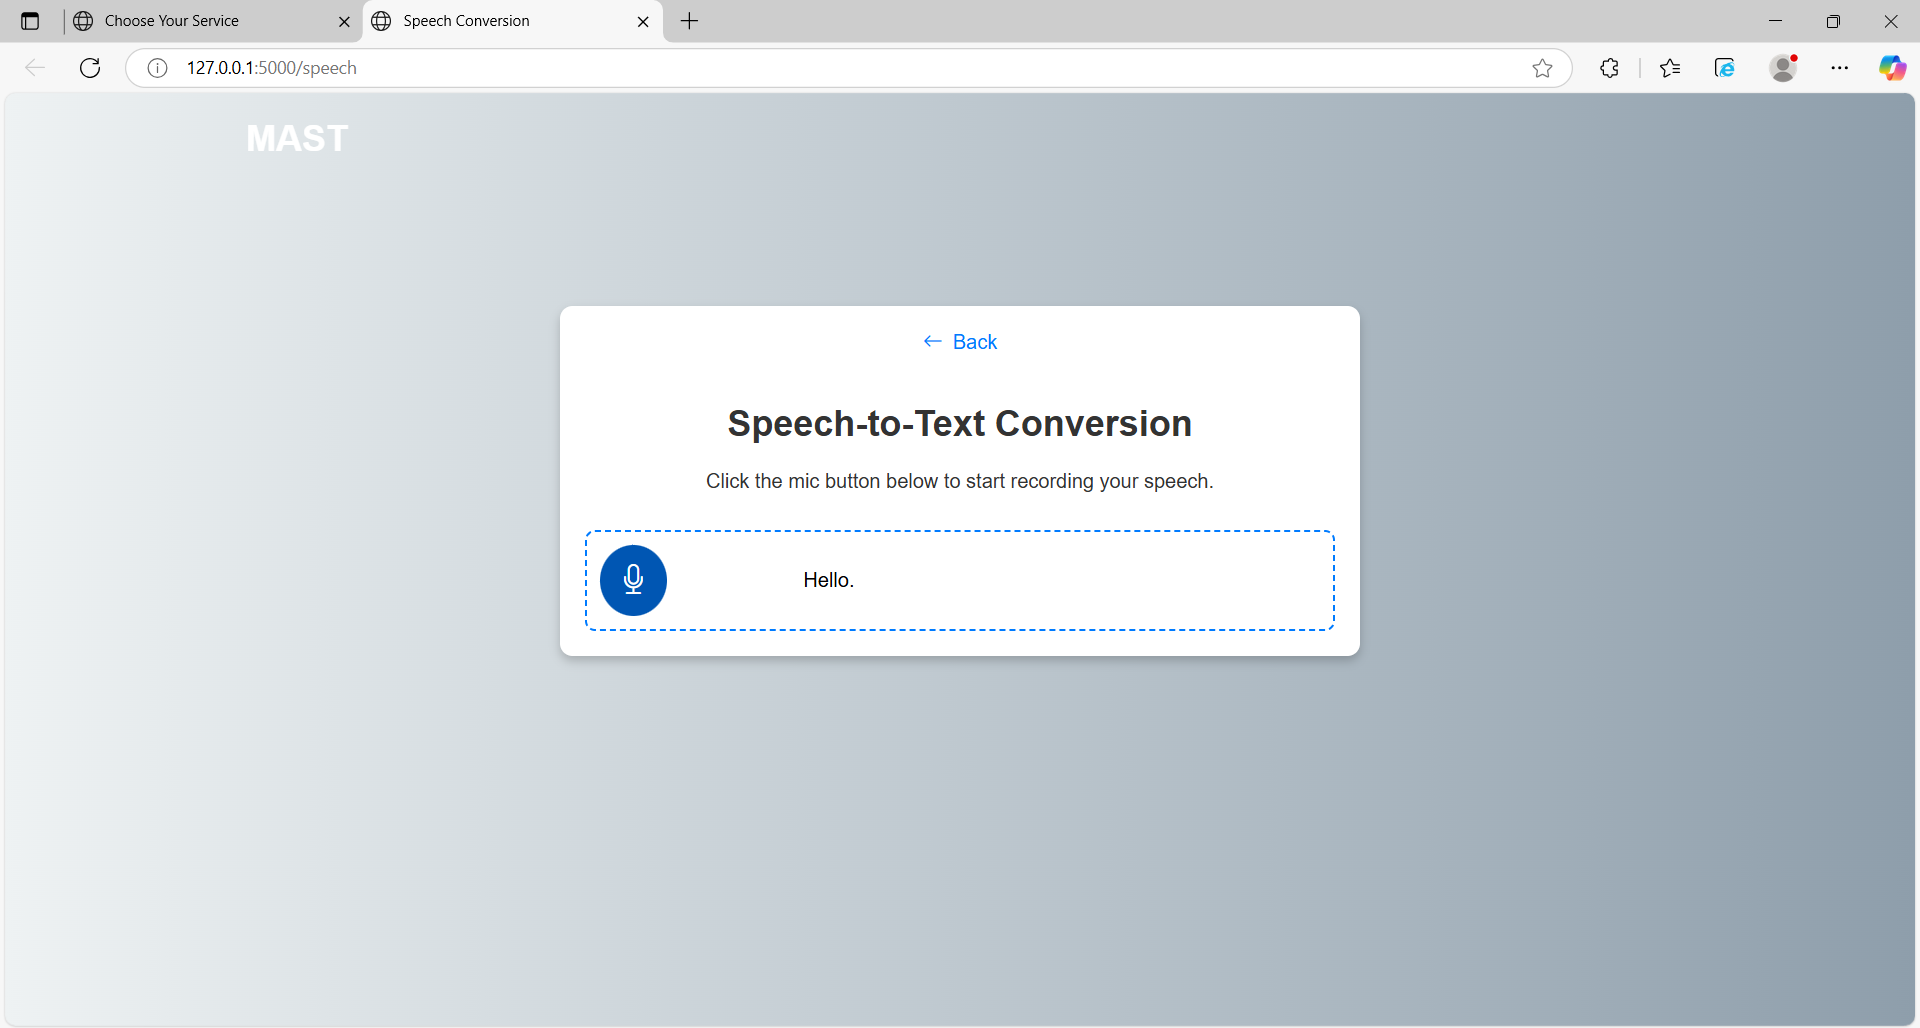 Choose Your Service
Speech Conversion
127.0.0.1:5000/speech
MAST
Back
Speech-to-Text Conversion
Click the mic button below to start recording your speech.
Hello.